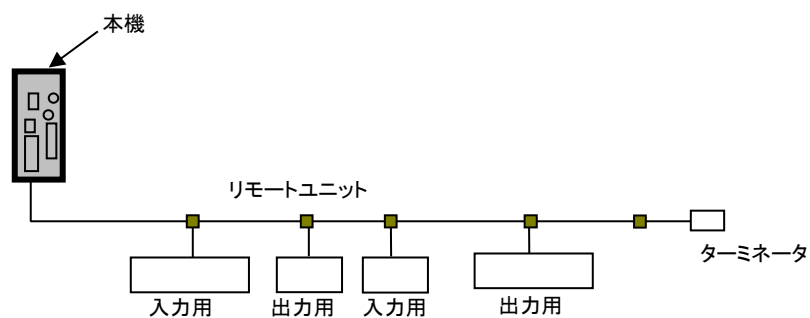 本機
リモートユニット
ターミネータ
入力用
出力用
入力用
出力用